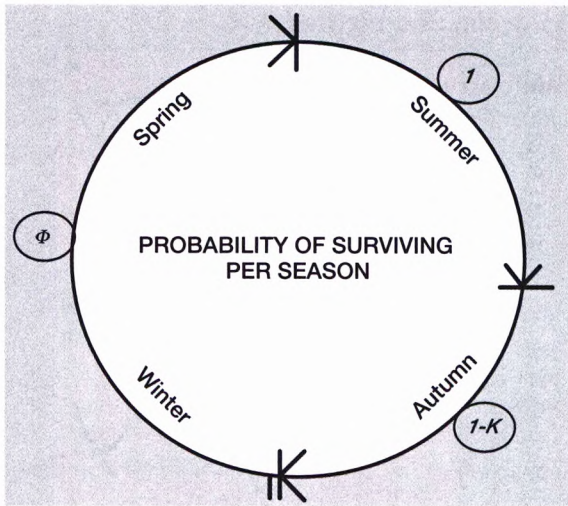 1
Spring
Summer
Φ
PROBABILITY OF SURVIVING
PER SEASON
Winter
Autumn
1-K